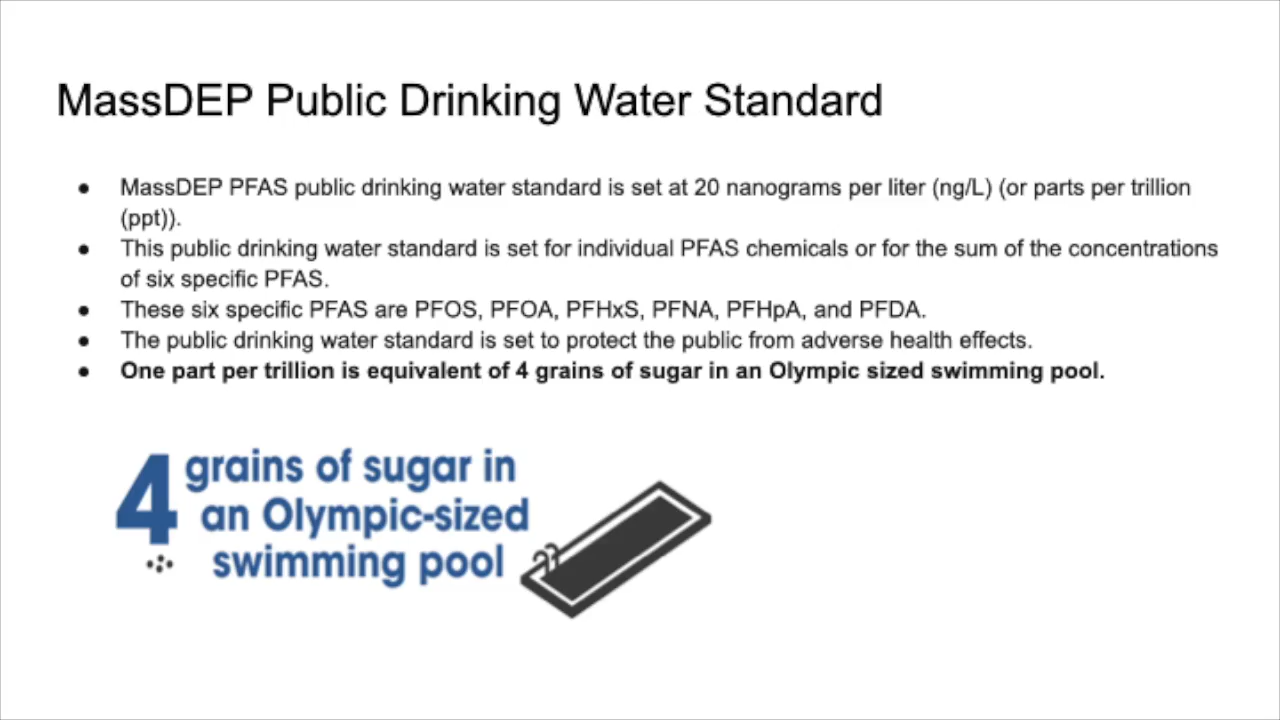 MassDEP Public Drinking Water Standard
● MassDEP PFAS public drinking water standard is set at 20 nanograms per liter (ng/L) (or parts per trillion
(ppt)).
● This public drinking water standard is set for individual PFAS chemicals or for the sum of the concentrations
of six specific PFAS.
● These six specific PFAS are PFOS, PFOA, PFHxS, PFNA, PFHpA, and PFDA.
● The public drinking water standard is set to protect the public from adverse health effects.
● One part per trillion is equivalent of 4 grains of sugar in an Olympic sized swimming pool.
4 grains of sugar in
an Olympic-sized
swimming pool